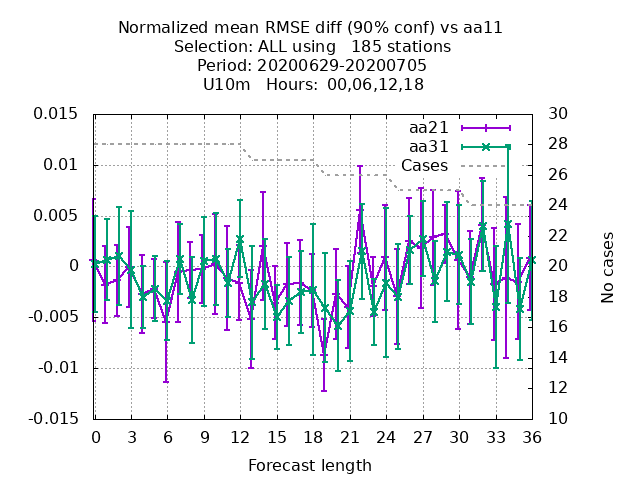 Normalized mean RMSE diff (90% conf) vs aa11
Selection: ALL using   185 stations
Period: 20200629-20200705
U10m   Hours:  00,06,12,18
0.015
0.01
0.005
0
-0.005
-0.01
-0.015
30
28
26
24
22
20
18
16
14
12
10
aa21
aa31
Cases
No cases
0 3 6 9 12 15 18 21 24 27 30 33 36
Forecast length